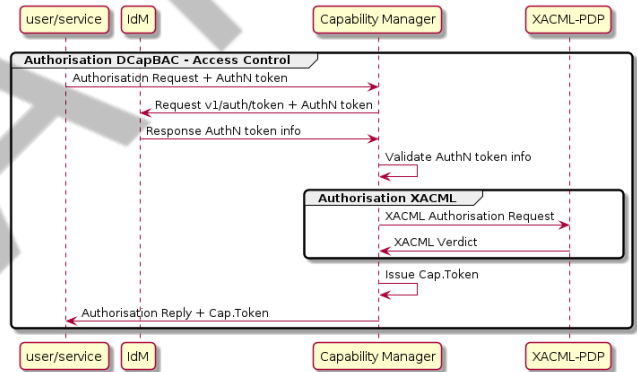 user/service IdM Capability Manager XACML-PDP
Authorisation DCapBAC - Access Control
Authorisation Request + AuthN token
Request v1/auth/token + AuthN token
Response AuthN token info
Validate AuthN token info
Authorisation XACML
XACML Authorisation Request
XACML Verdict
Issue Cap.Token
Authorisation Reply + Cap.Token
user/service IdM Capability Manager XACML-PDP